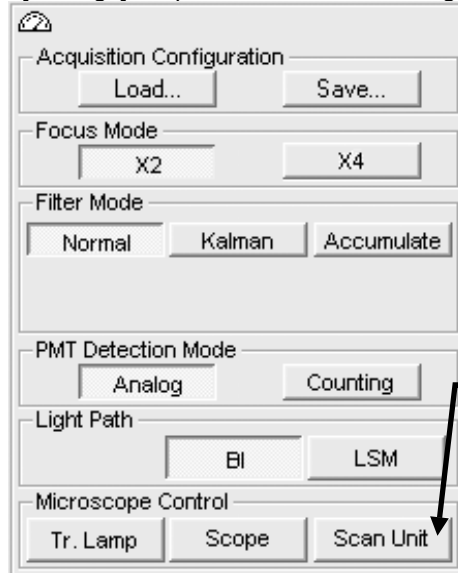 Acquisition Configuration
Load... Save...
Focus Mode
X2 X4
Filter Mode
Normal Kalman Accumulate
PMT Detection Mode
Analog Counting
Light Path
BI LSM
Microscope Control
Tr. Lamp Scope Scan Unit